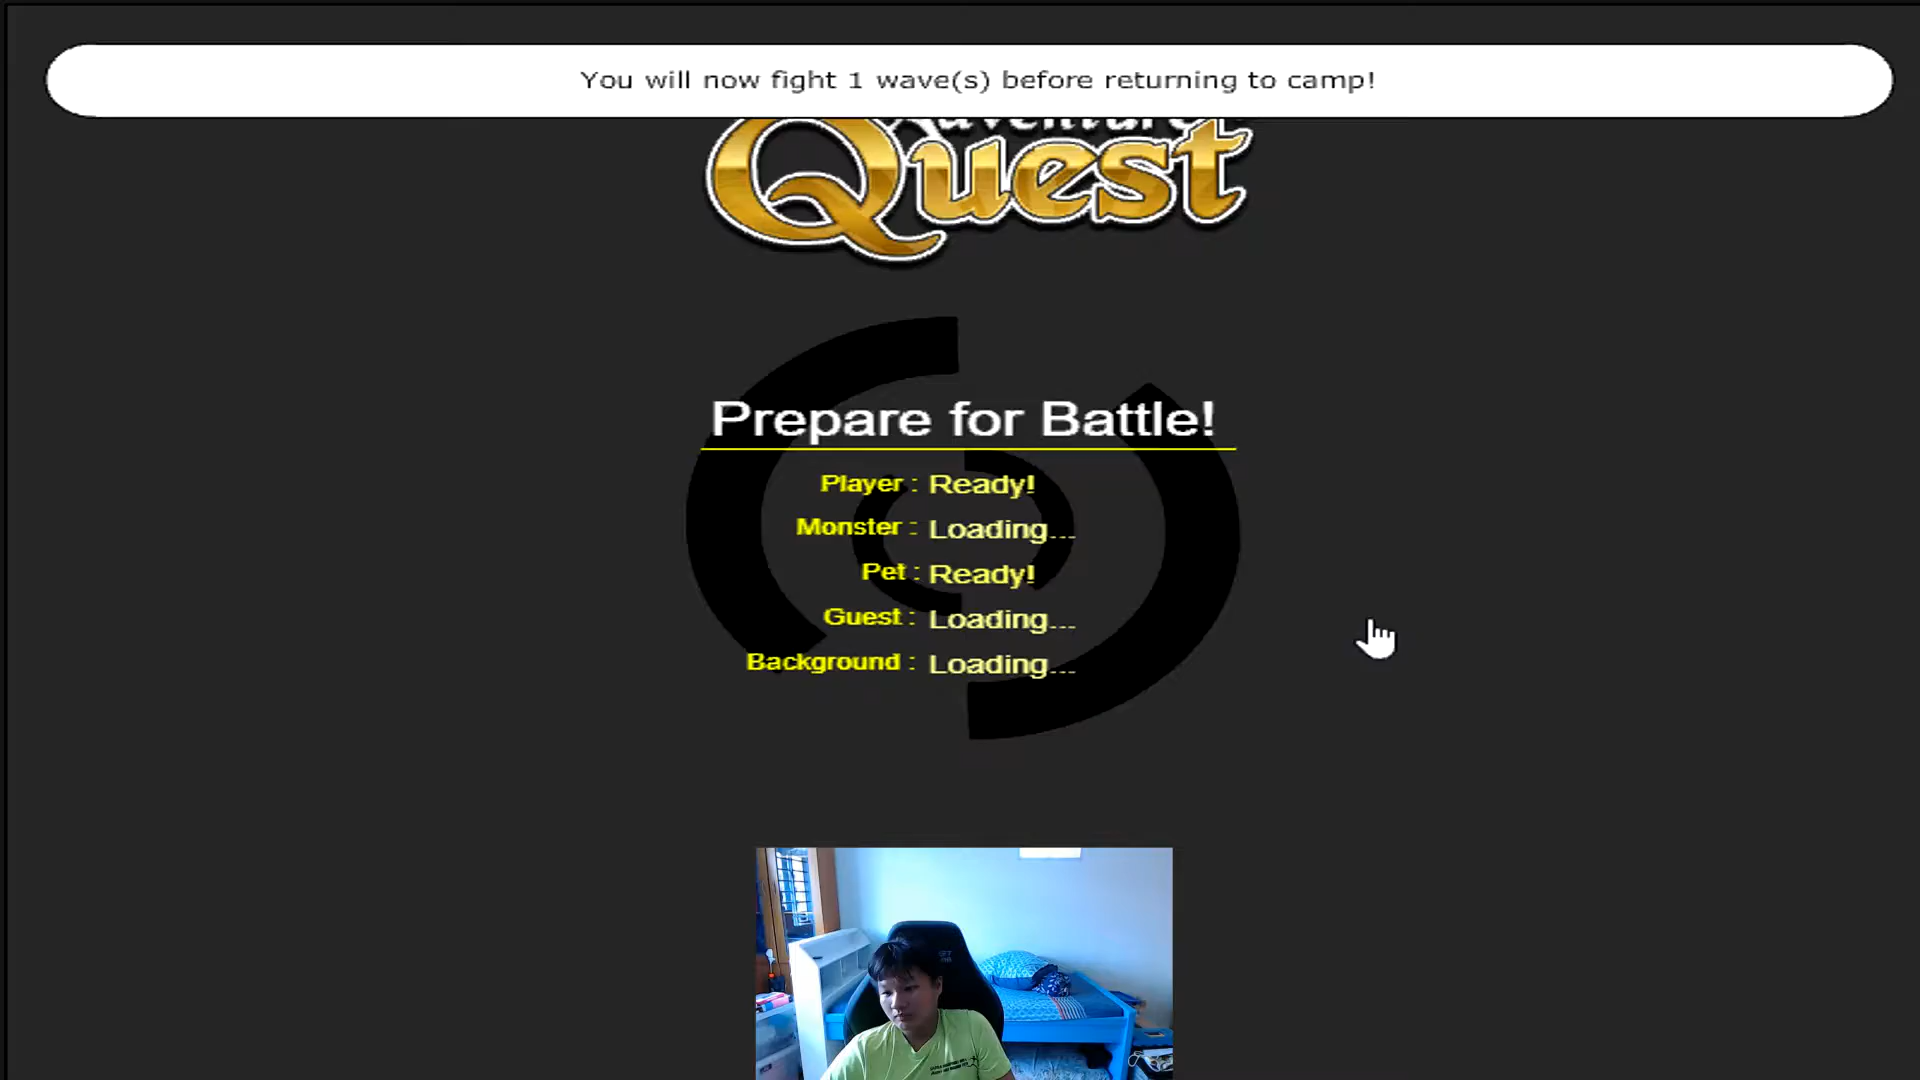 You will now fight 1 wave(s) before returning to camp!
Adventure
Quest
Prepare for Battle!
Player : Ready!
Monster : Loading...
Pet : Ready!
Guest : Loading...
Background : Loading...